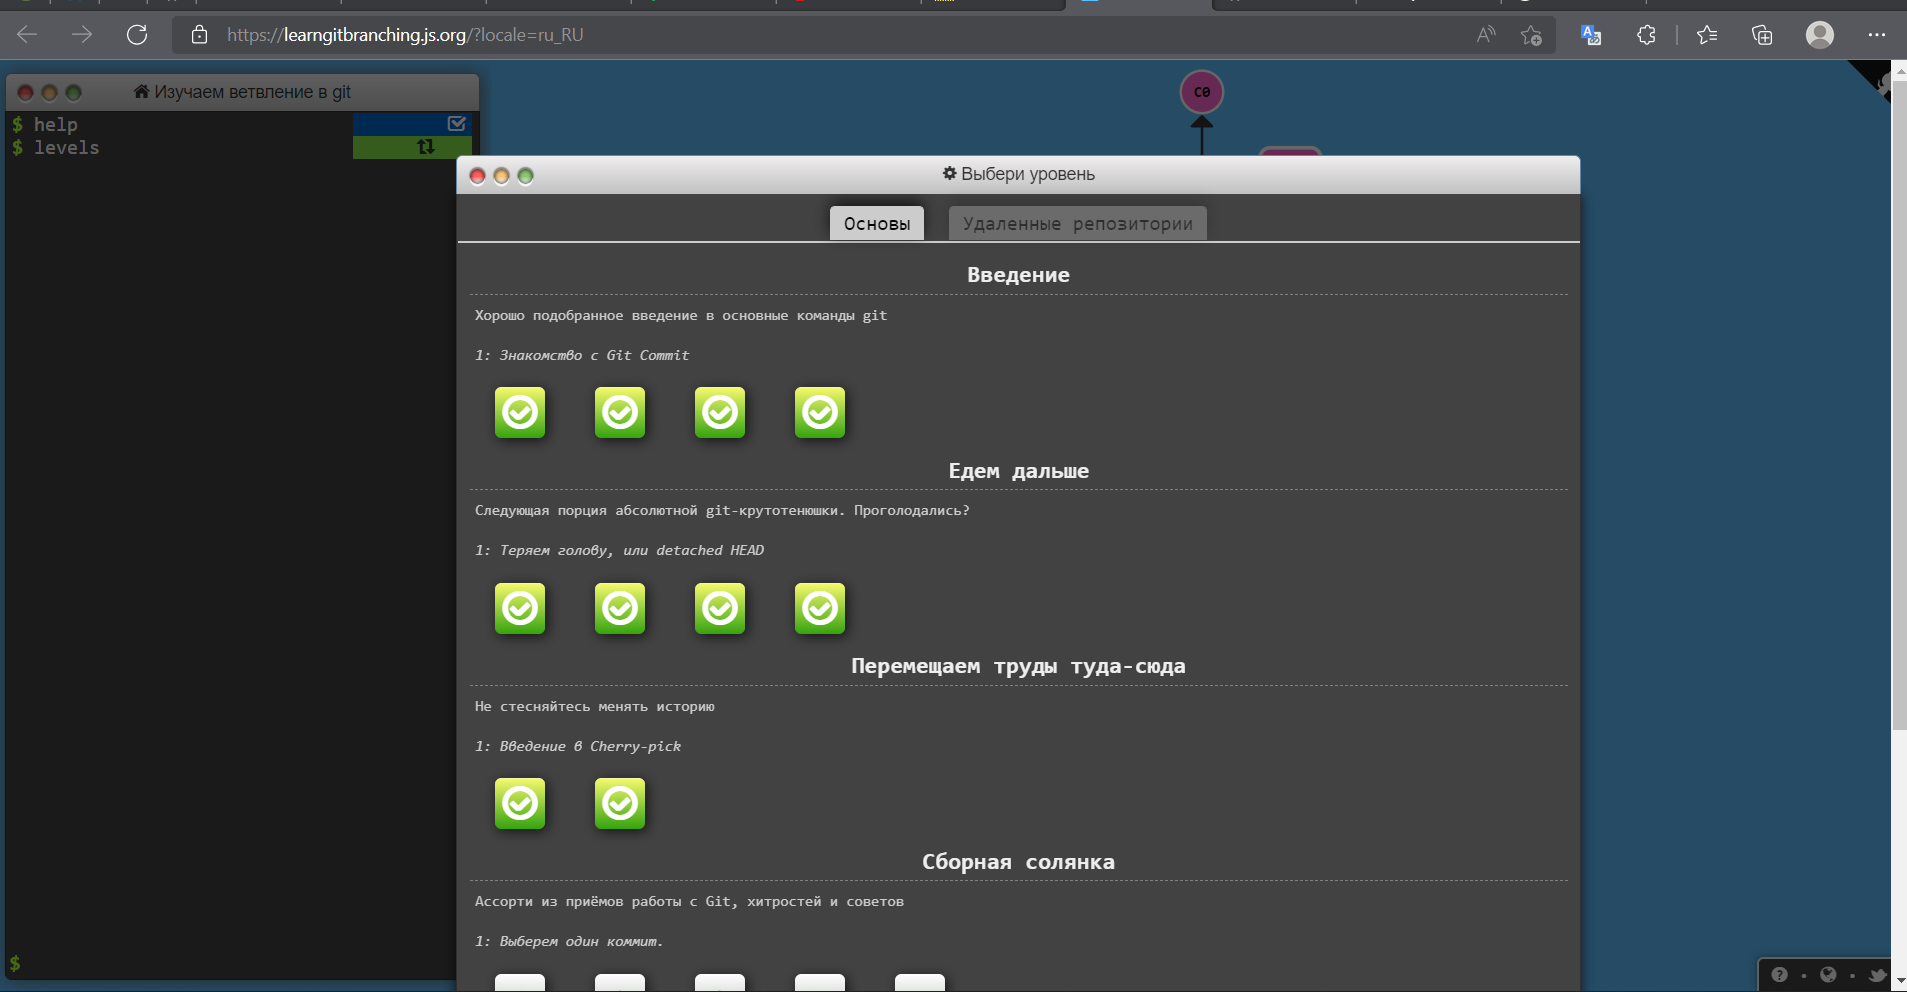 https://learngitbranching.js.org/?locale=ru_RU
Изучаем ветвление в git
$ help
$ levels
$
C0
Выбери уровень
Основы
Удаленные репозитории
Введение
Хорошо подобранное введение в основные команды git
1: Знакомство с Git Commit
Едем дальше
Следующая порция абсолютной git-крутотенюшки. Проголодались?
1: Теряем голову, или detached HEAD
Перемещаем труды туда-сюда
Не стесняйтесь менять историю
1: Введение в Cherry-pick
Сборная солянка
Ассорти из приёмов работы с Git, хитростей и советов
1: Выберем один коммит.